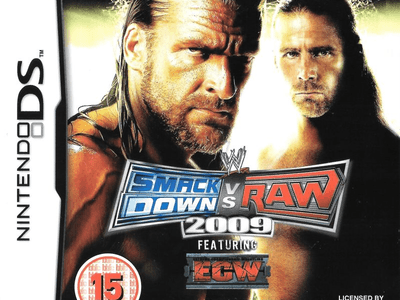 NINTENDO DS
W
SMACK
DOWN
VS
RAW
2009
FEATURING
ECW
15
LICENSED BY